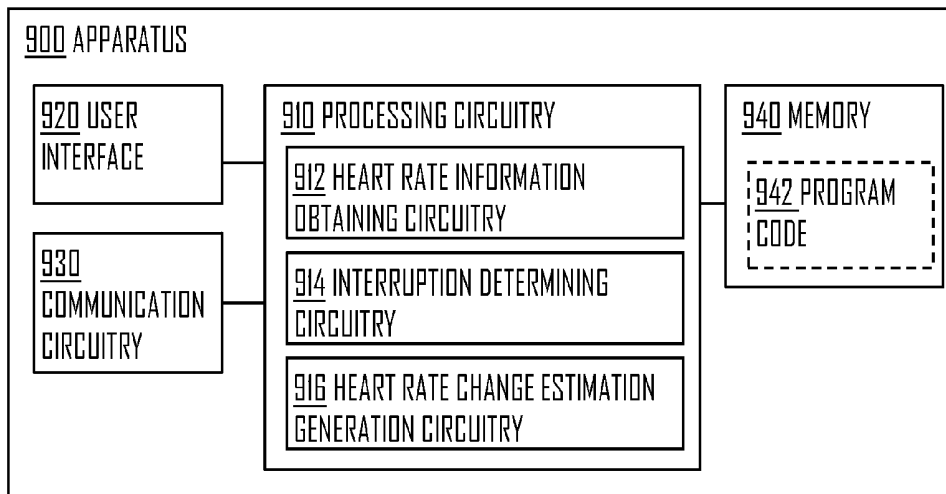 900 APPARATUS
920 USER
INTERFACE
930
COMMUNICATION
CIRCUITRY
910 PROCESSING CIRCUITRY
912 HEART RATE INFORMATION
OBTAINING CIRCUITRY
914 INTERRUPTION DETERMINING
CIRCUITRY
916 HEART RATE CHANGE ESTIMATION
GENERATION CIRCUITRY
940 MEMORY
942 PROGRAM
CODE